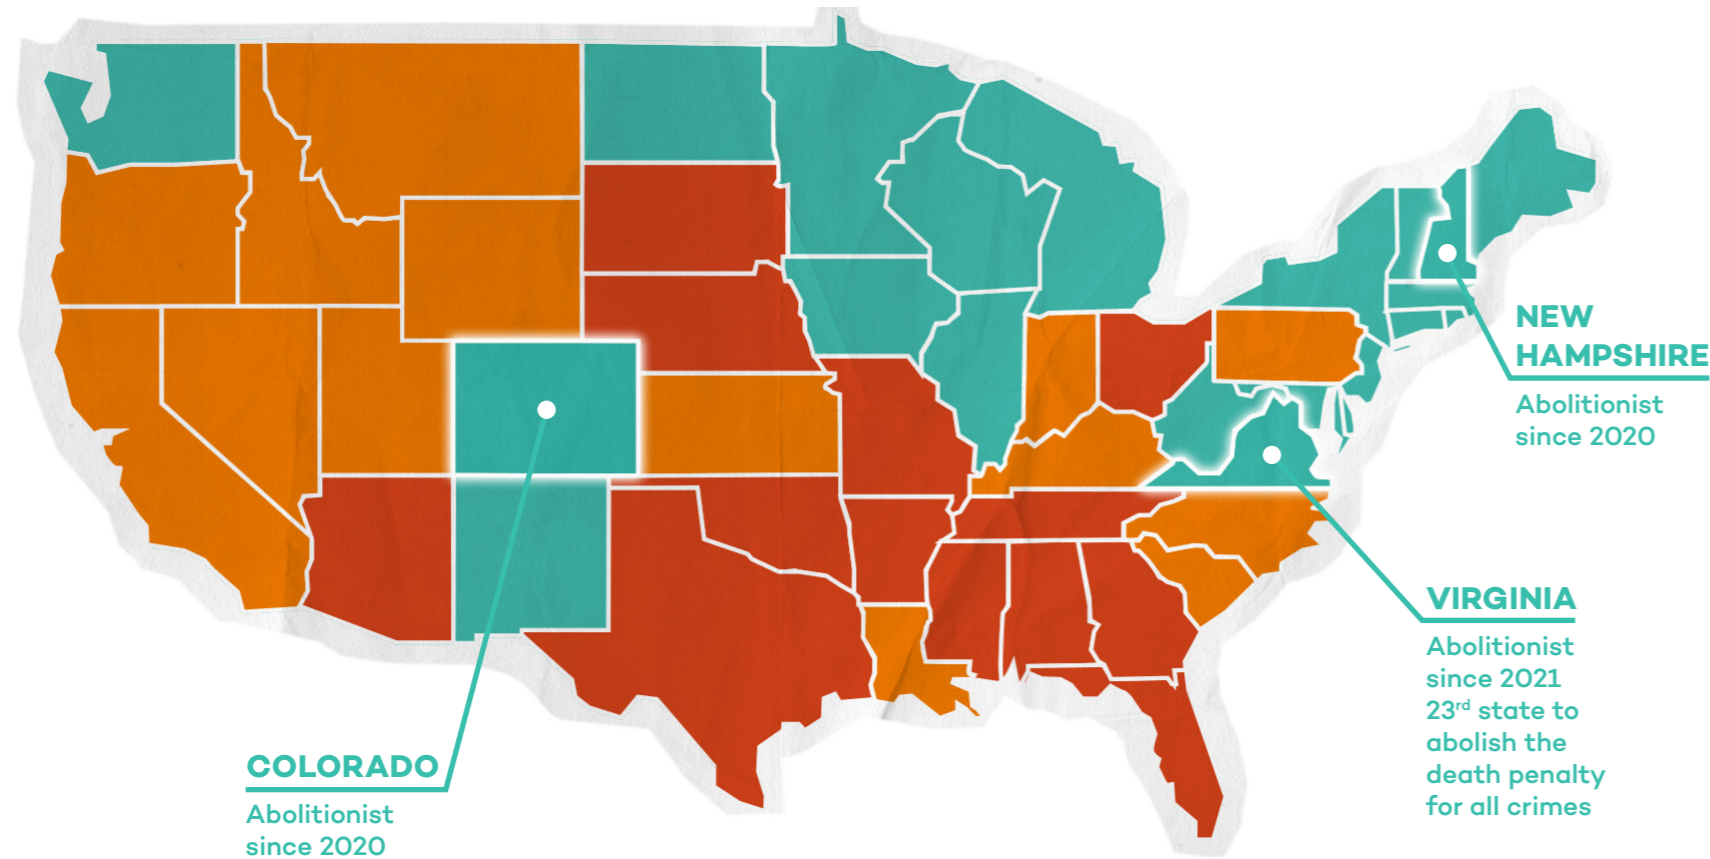 NEW
HAMPSHIRE
Abolitionist
since 2020
VIRGINIA
Abolitionist
since 2021
23rd state to
abolish the
death penalty
for all crimes
COLORADO
Abolitionist
since 2020